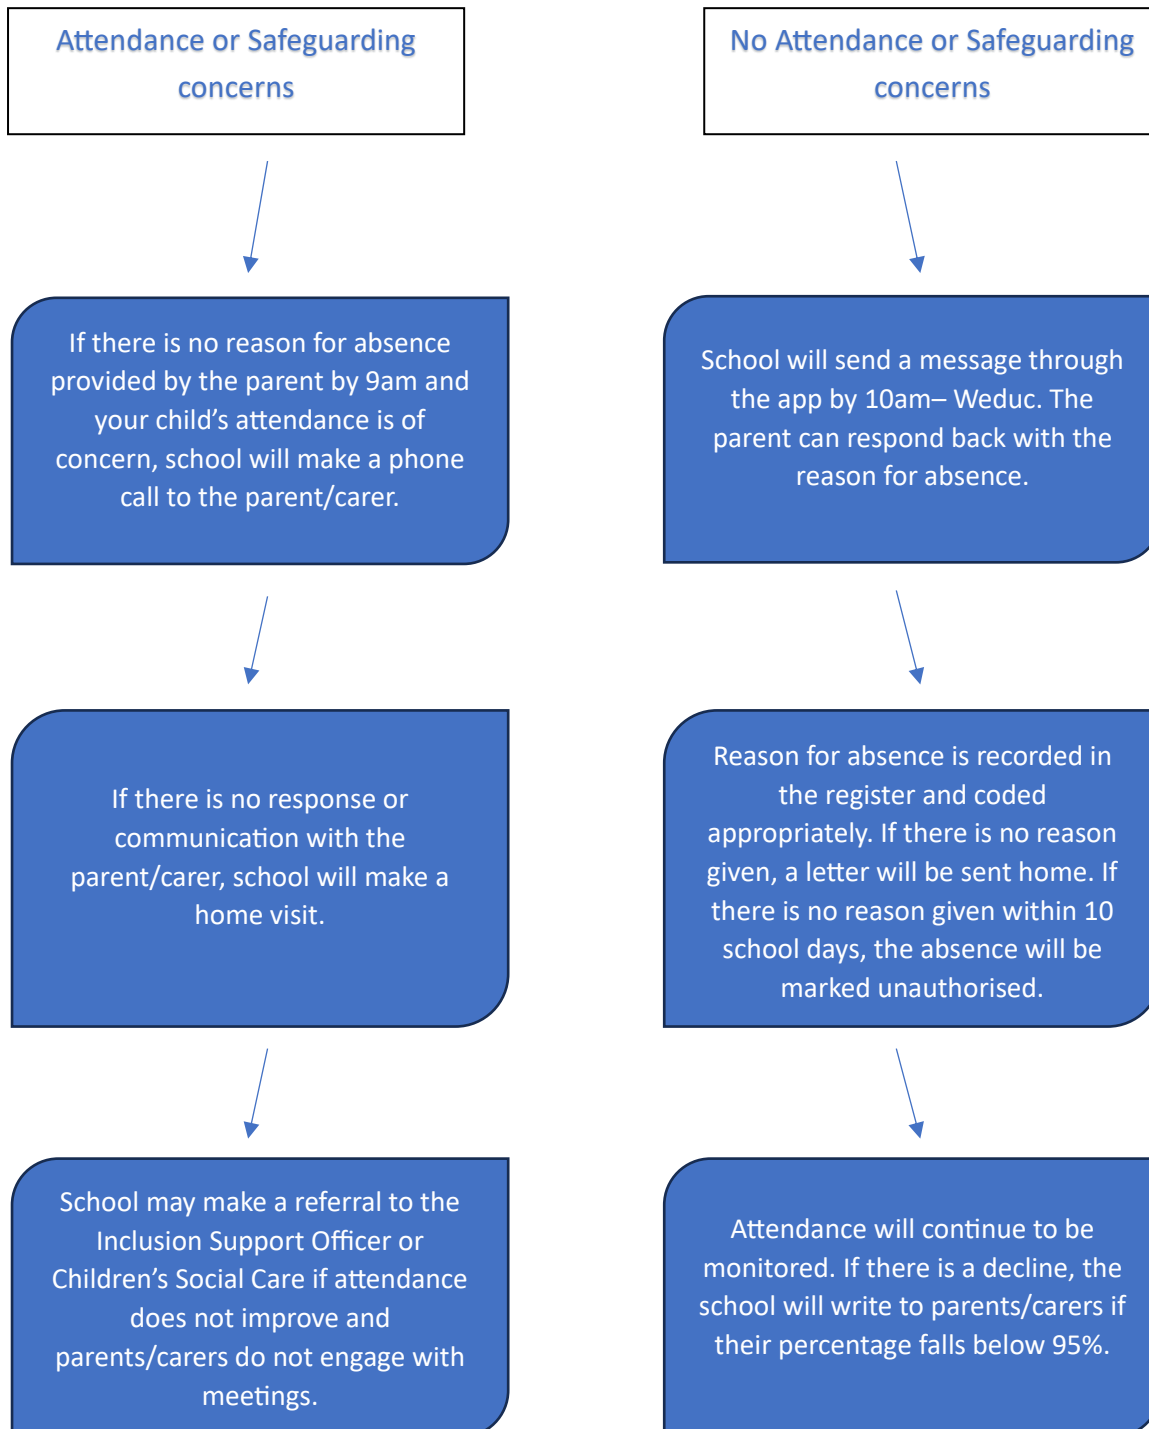 Attendance or Safeguarding
concerns
If there is no reason for absence
provided by the parent by 9am and
your child’s attendance is of
concern, school will make a phone
call to the parent/carer.
If there is no response or
communication with the
parent/carer, school will make a
home visit.
School may make a referral to the
Inclusion Support Officer or
Children’s Social Care if attendance
does not improve and
parents/carers do not engage with
meetings.
No Attendance or Safeguarding
concerns
School will send a message through
the app by 10am– Weduc. The
parent can respond back with the
reason for absence.
Reason for absence is recorded in
the register and coded
appropriately. If there is no reason
given, a letter will be sent home. If
there is no reason given within 10
school days, the absence will be
marked unauthorised.
Attendance will continue to be
monitored. If there is a decline, the
school will write to parents/carers if
their percentage falls below 95%.